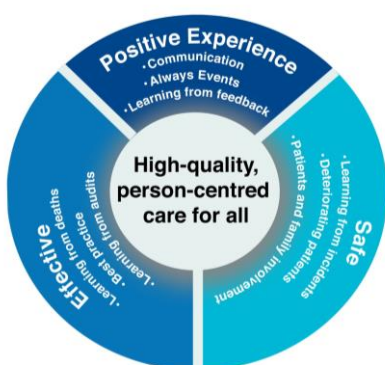 Positive Experience
•Communication
•Always Events
•Learning from feedback
High-quality,
person-centred
care for all
Safe
•Learning from incidents
•Deteriorating patients
•Patients and family involvement
Effective
•Learning from deaths
•Best practice
•Learning from audits